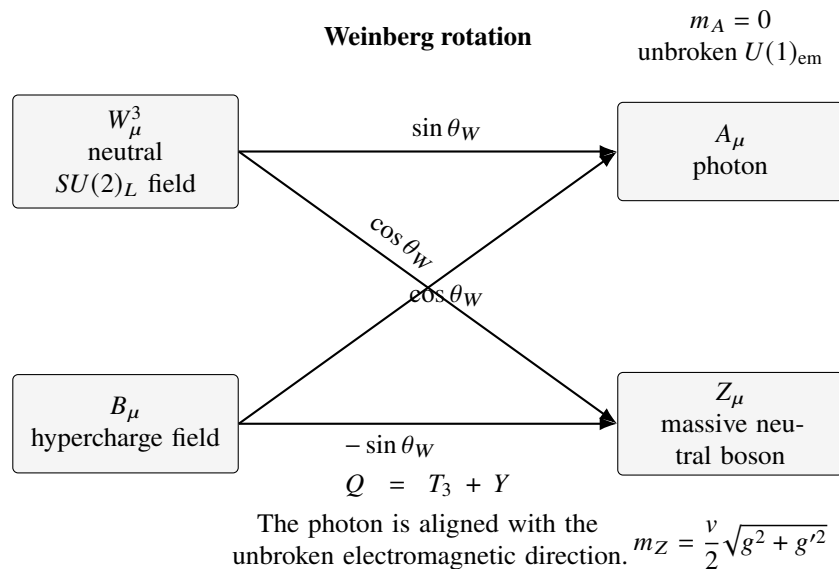 Weinberg rotation
m_A = 0
unbroken U(1)_em
W^3_μ
neutral
SU(2)_L field
sin θ_W
A_μ
photon
cos θ_W
cos θ_W
B_μ
hypercharge field
Z_μ
massive neu-
tral boson
− sin θ_W
Q = T_3 + Y
The photon is aligned with the
unbroken electromagnetic direction.
m_Z = v/2 √(g^2 + g′^2)